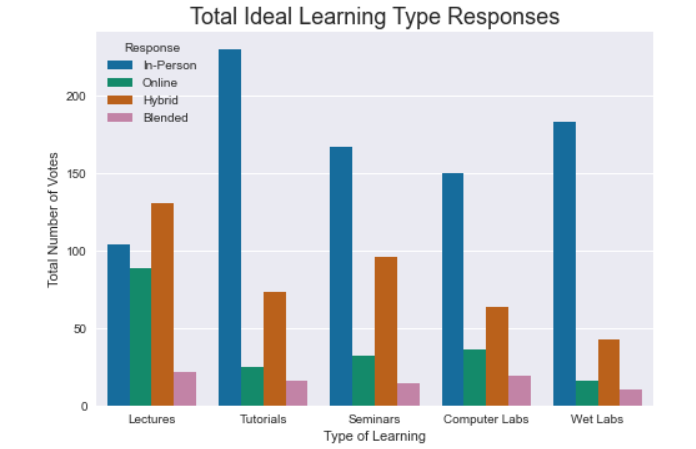 Total Ideal Learning Type Responses
Response
In-Person
Online
Hybrid
Blended
Total Number of Votes
200
150
100
50
0
Lectures Tutorials Seminars Computer Labs Wet Labs
Type of Learning